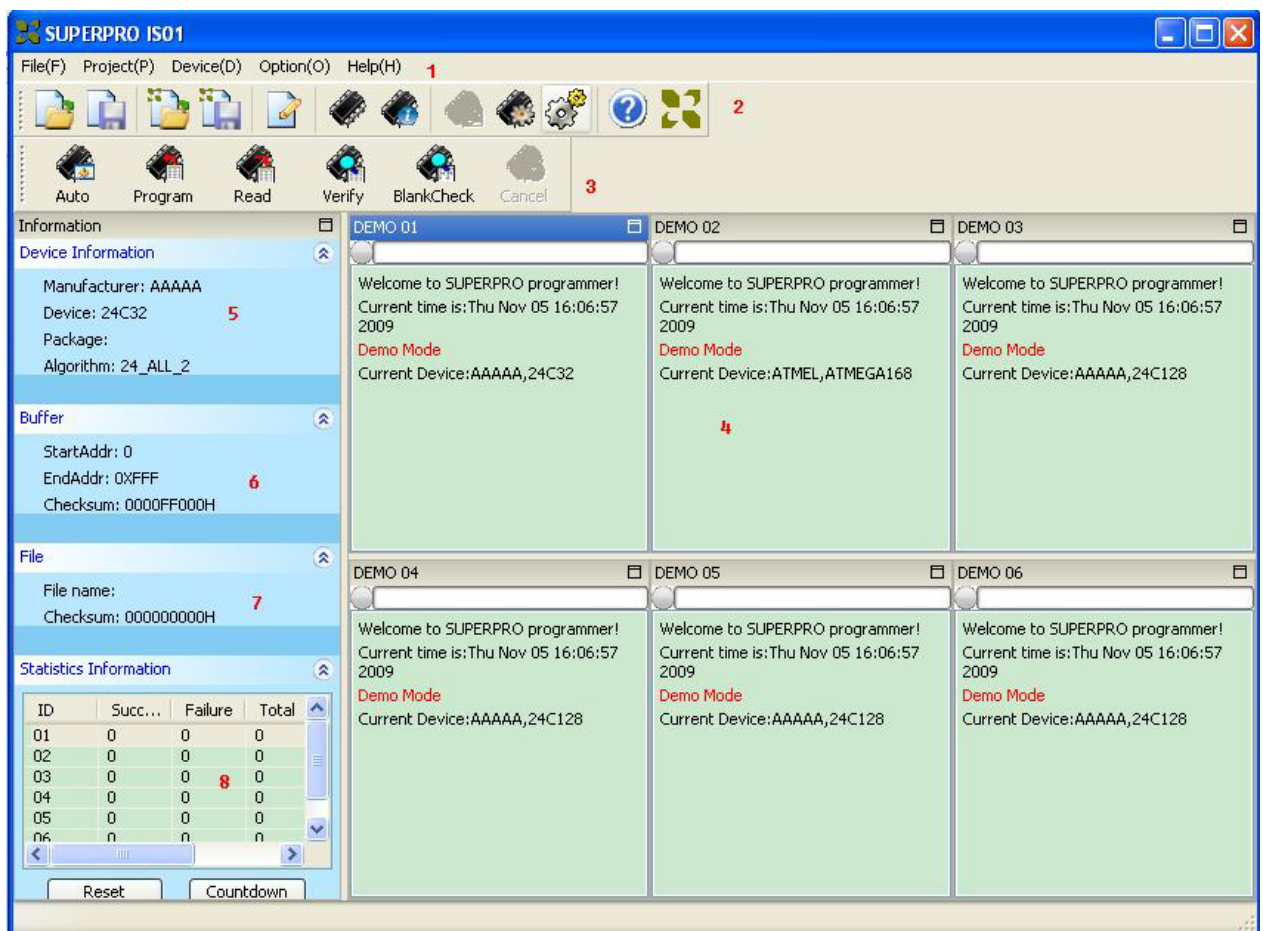 SUPERPRO IS01
File(F) Project(P) Device(D) Option(O) Help(H) 1
2
Auto Program Read Verify BlankCheck Cancel 3
Information
Device Information
Manufacturer: AAAAA
Device: 24C32 5
Package:
Algorithm: 24_ALL_2
Buffer
StartAddr: 0
EndAddr: 0XFFF 6
Checksum: 0000FF000H
File
File name:
Checksum: 000000000H 7
Statistics Information
ID Succ... Failure Total
01 0 0 0
02 0 0 0
03 0 0 0
8
04 0 0 0
05 0 0 0
06 0 0 0
Reset Countdown
DEMO 01
Welcome to SUPERPRO programmer!
Current time is:Thu Nov 05 16:06:57
2009
Demo Mode
Current Device:AAAAA,24C32
DEMO 02
Welcome to SUPERPRO programmer!
Current time is:Thu Nov 05 16:06:57
2009
Demo Mode
Current Device:ATMEL,ATMEGA168
4
DEMO 03
Welcome to SUPERPRO programmer!
Current time is:Thu Nov 05 16:06:57
2009
Demo Mode
Current Device:AAAAA,24C128
DEMO 04
Welcome to SUPERPRO programmer!
Current time is:Thu Nov 05 16:06:57
2009
Demo Mode
Current Device:AAAAA,24C128
DEMO 05
Welcome to SUPERPRO programmer!
Current time is:Thu Nov 05 16:06:57
2009
Demo Mode
Current Device:AAAAA,24C128
DEMO 06
Welcome to SUPERPRO programmer!
Current time is:Thu Nov 05 16:06:57
2009
Demo Mode
Current Device:AAAAA,24C128